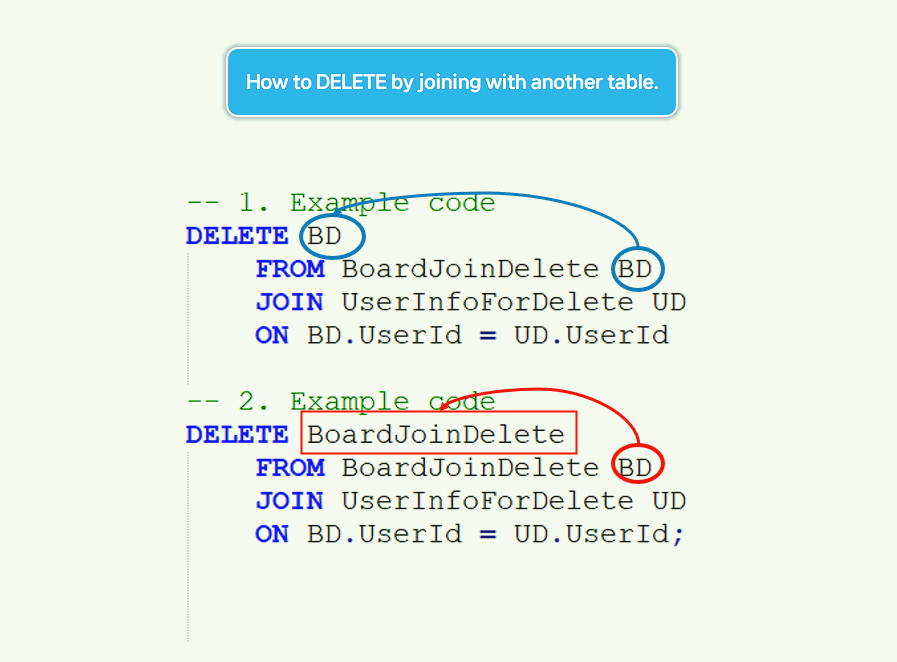 How to DELETE by joining with another table.
-- 1. Example code
DELETE BD
FROM BoardJoinDelete BD
JOIN UserInfoForDelete UD
ON BD.UserId = UD.UserId
-- 2. Example code
DELETE BoardJoinDelete
FROM BoardJoinDelete BD
JOIN UserInfoForDelete UD
ON BD.UserId = UD.UserId;